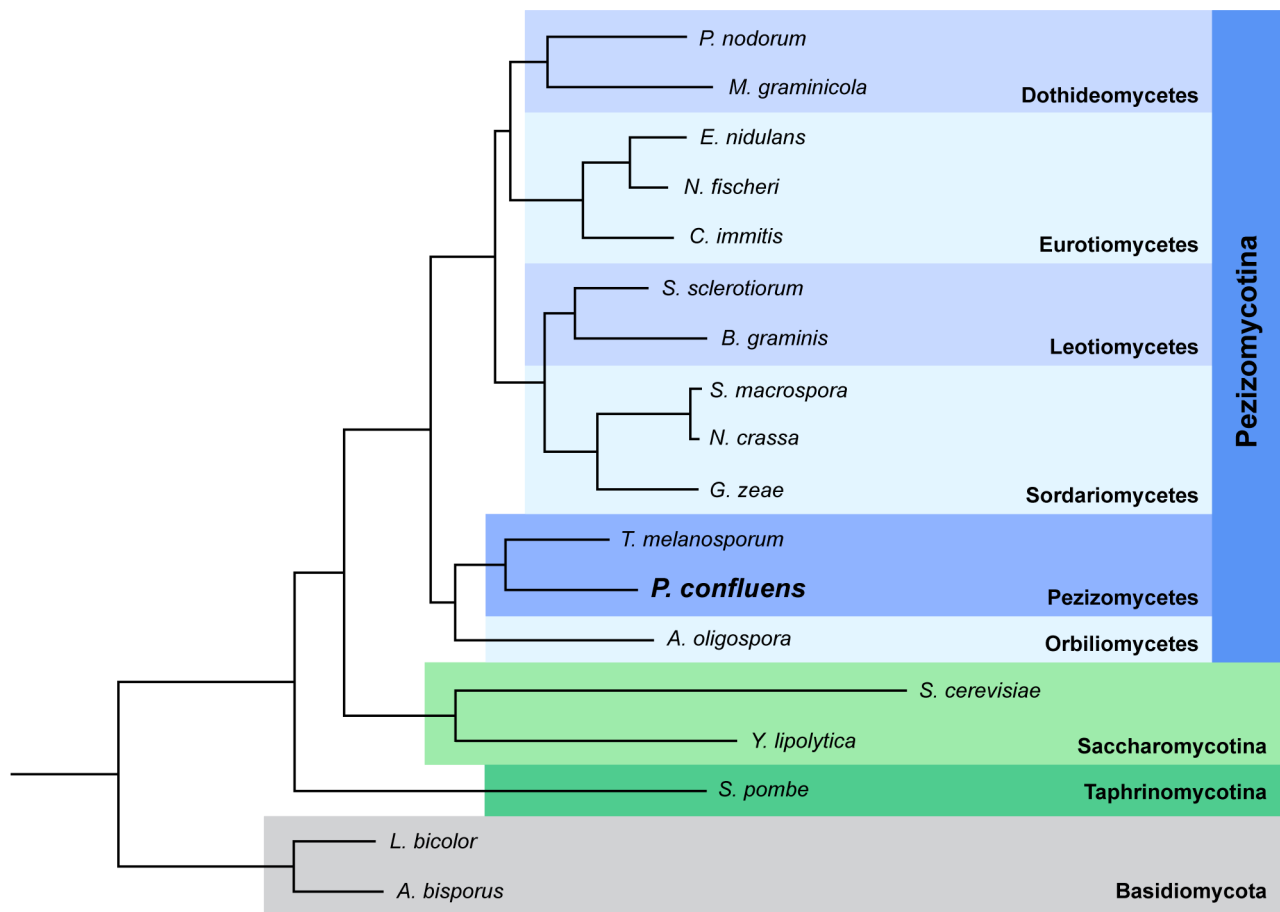 P. nodorum
M. graminicola
Dothideomycetes
E. nidulans
N. fischeri
C. immitis
Eurotiomycetes
S. sclerotiorum
B. graminis
Leotiomycetes
S. macrospora
N. crassa
G. zeae
Sordariomycetes
T. melanosporum
P. confluens
Pezizomycetes
A. oligospora
Orbiliomycetes
Pezizomycotina
S. cerevisiae
Y. lipolytica
Saccharomycotina
S. pombe
Taphrinomycotina
L. bicolor
A. bisporus
Basidiomycota